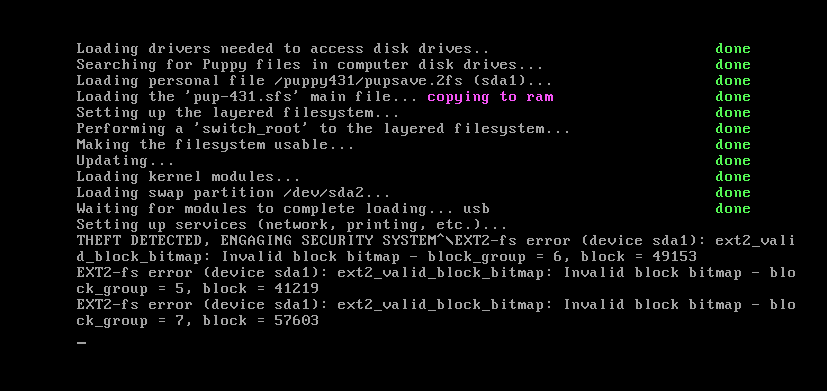 Loading drivers needed to access disk drives.. done
Searching for Puppy files in computer disk drives... done
Loading personal file /puppy431/pupsave.2fs (sda1)... done
Loading the 'pup-431.sfs' main file... copying to ram done
Setting up the layered filesystem... done
Performing a 'switch_root' to the layered filesystem... done
Making the filesystem usable... done
Updating... done
Loading kernel modules... done
Loading swap partition /dev/sda2... done
Waiting for modules to complete loading... usb done
Setting up services (network, printing, etc.)...
THEFT DETECTED, ENGAGING SECURITY SYSTEM^\EXT2-fs error (device sda1): ext2_vali
d_block_bitmap: Invalid block bitmap - block_group = 6, block = 49153
EXT2-fs error (device sda1): ext2_valid_block_bitmap: Invalid block bitmap - blo
ck_group = 5, block = 41219
EXT2-fs error (device sda1): ext2_valid_block_bitmap: Invalid block bitmap - blo
ck_group = 7, block = 57603
_